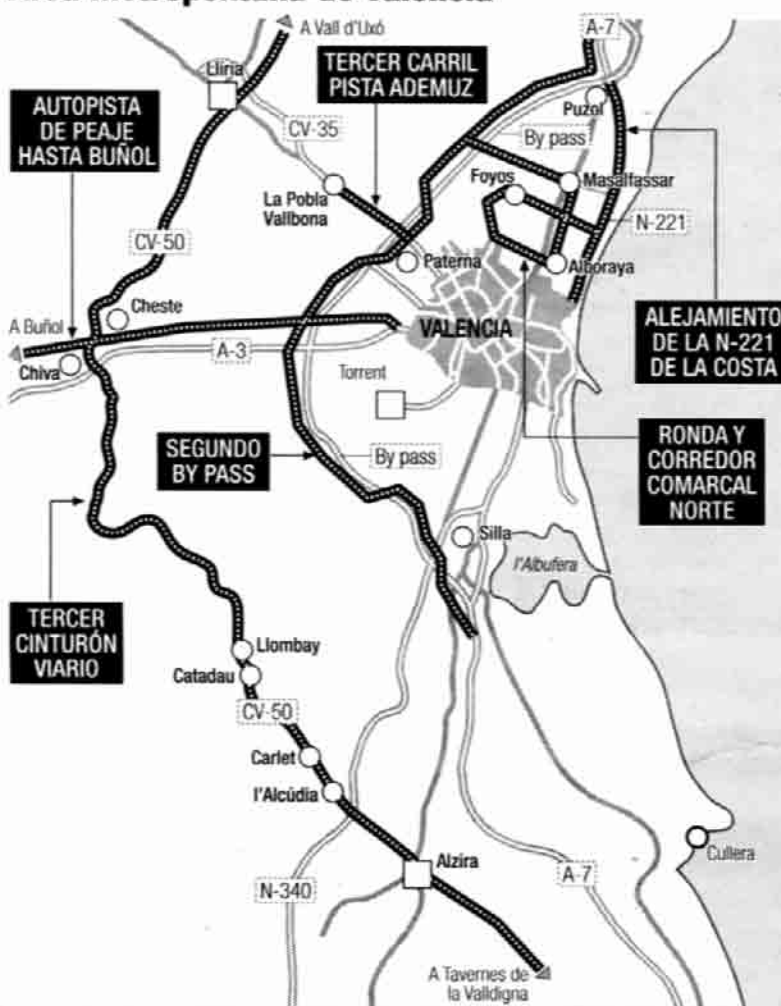 A Vall d'Uxó
A-7
Llíria
TERCER CARRIL
PISTA ADEMUZ
AUTOPISTA
DE PEAJE
HASTA BUÑOL
Puzol
CV-35
By pass
Foyos
Masalfassar
La Pobla
Vallbona
N-221
CV-50
Paterna
Alboraya
Cheste
A Buñol
VALENCIA
ALEJAMIENTO
DE LA N-221
DE LA COSTA
A-3
Chiva
Torrent
SEGUNDO
BY PASS
By pass
RONDA Y
CORREDOR
COMARCAL
NORTE
Silla
l'Albufera
TERCER
CINTURÓN
VIARIO
Llombay
Catadau
CV-50
Carlet
l'Alcúdia
Cullera
Alzira
N-340
A-7
A Tavernes de
la Valldigna